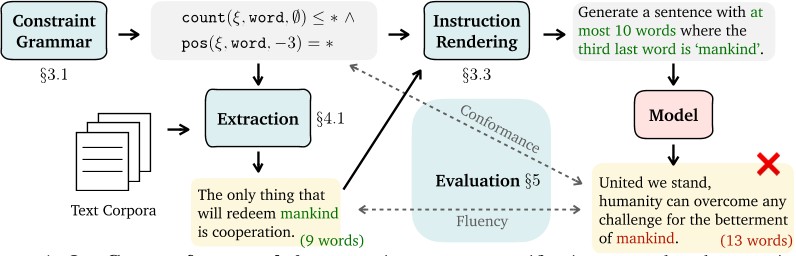 Constraint
Grammar
§3.1
count(ξ, word, ∅) ≤ * ∧
pos(ξ, word, −3) = *
Instruction
Rendering
§3.3
Generate a sentence with at
most 10 words where the
third last word is ‘mankind’.
Extraction
§4.1
Text Corpora
The only thing that
will redeem mankind
is cooperation.
(9 words)
Conformance
Evaluation §5
Fluency
Model
United we stand,
humanity can overcome any
challenge for the betterment
of mankind.
(13 words)